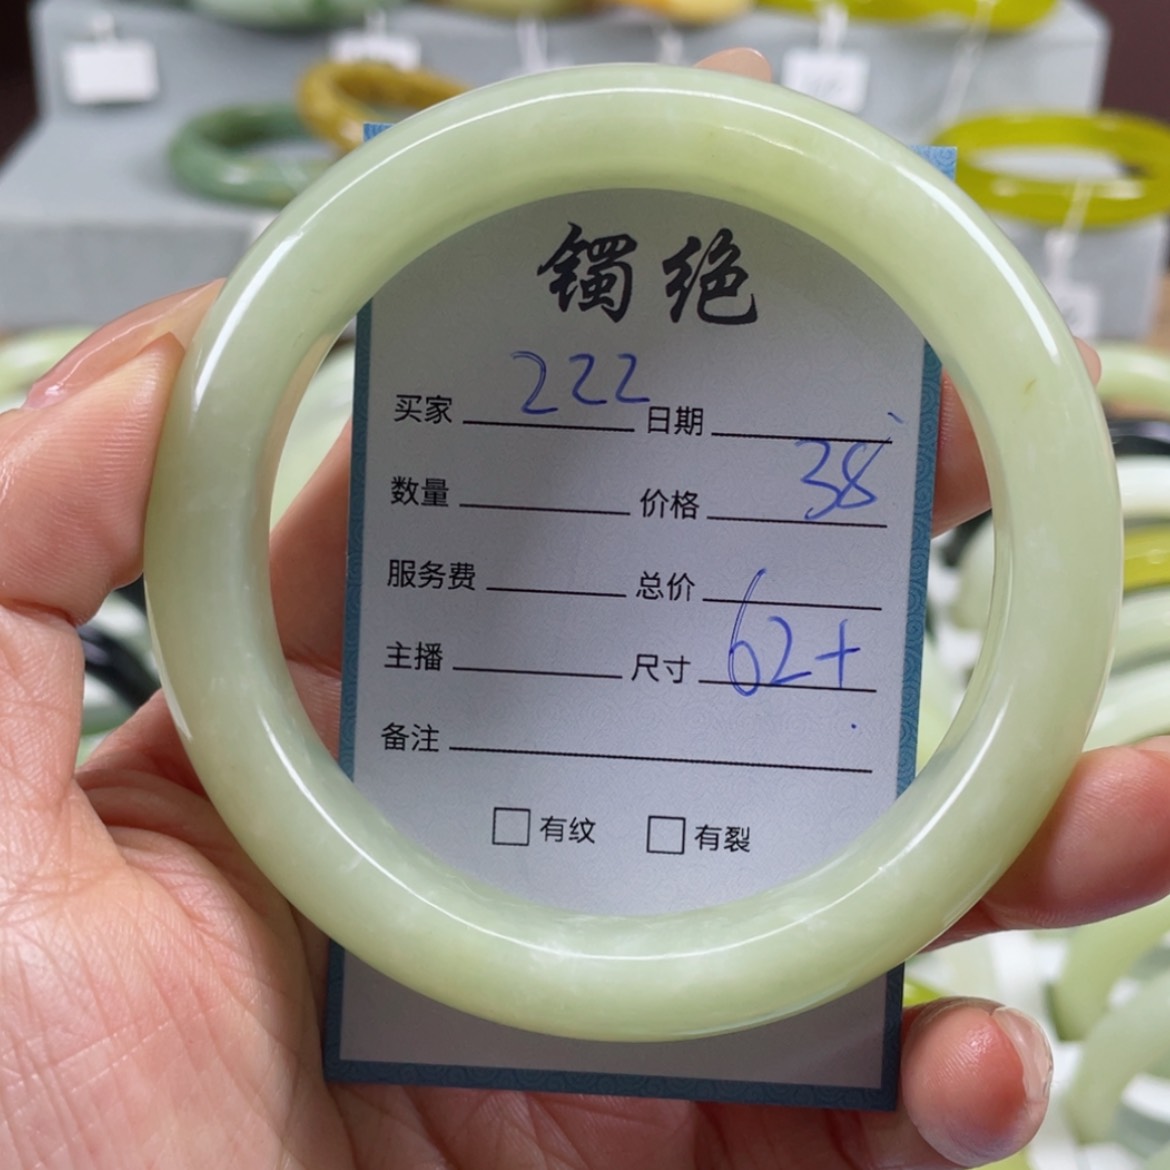 镯绝
买家 222 日期
数量 价格 38
服务费 总价
主播 尺寸 62+
备注
有纹 有裂